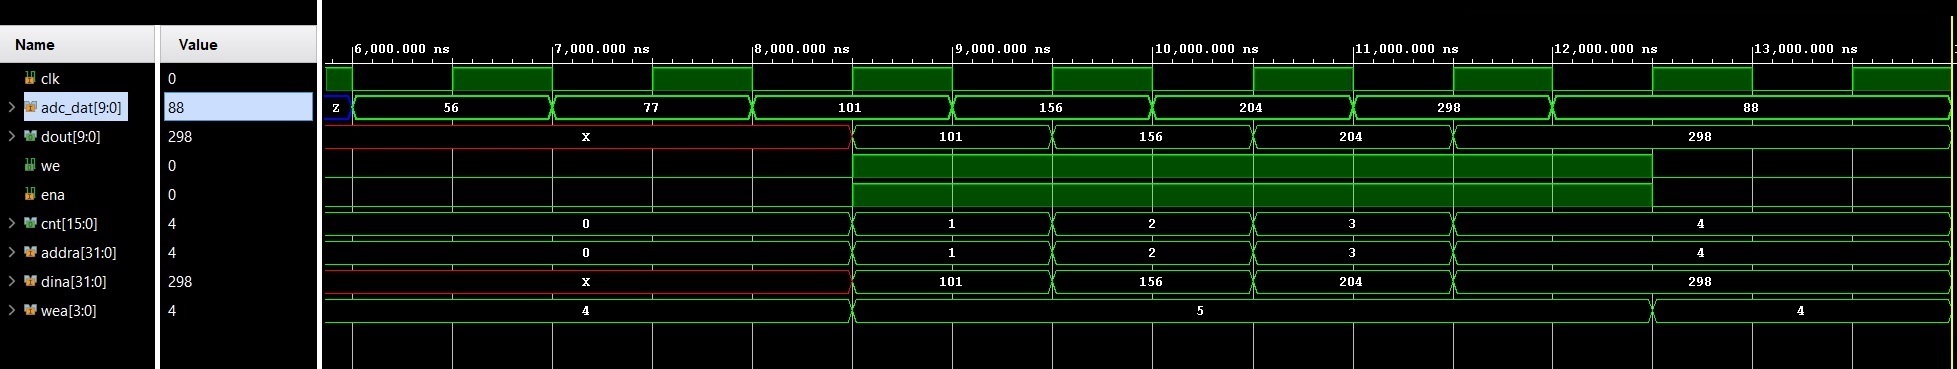 Name Value 6,000.000 ns 7,000.000 ns 8,000.000 ns 9,000.000 ns 10,000.000 ns 11,000.000 ns 12,000.000 ns 13,000.000 ns
clk 0
adc_dat[9:0] 88 Z 56 77 101 156 204 298 88
dout[9:0] 298 X 101 156 204 298
we 0
ena 0
cnt[15:0] 4 0 1 2 3 4
addra[31:0] 4 0 1 2 3 4
dina[31:0] 298 X 101 156 204 298
wea[3:0] 4 4 5 4